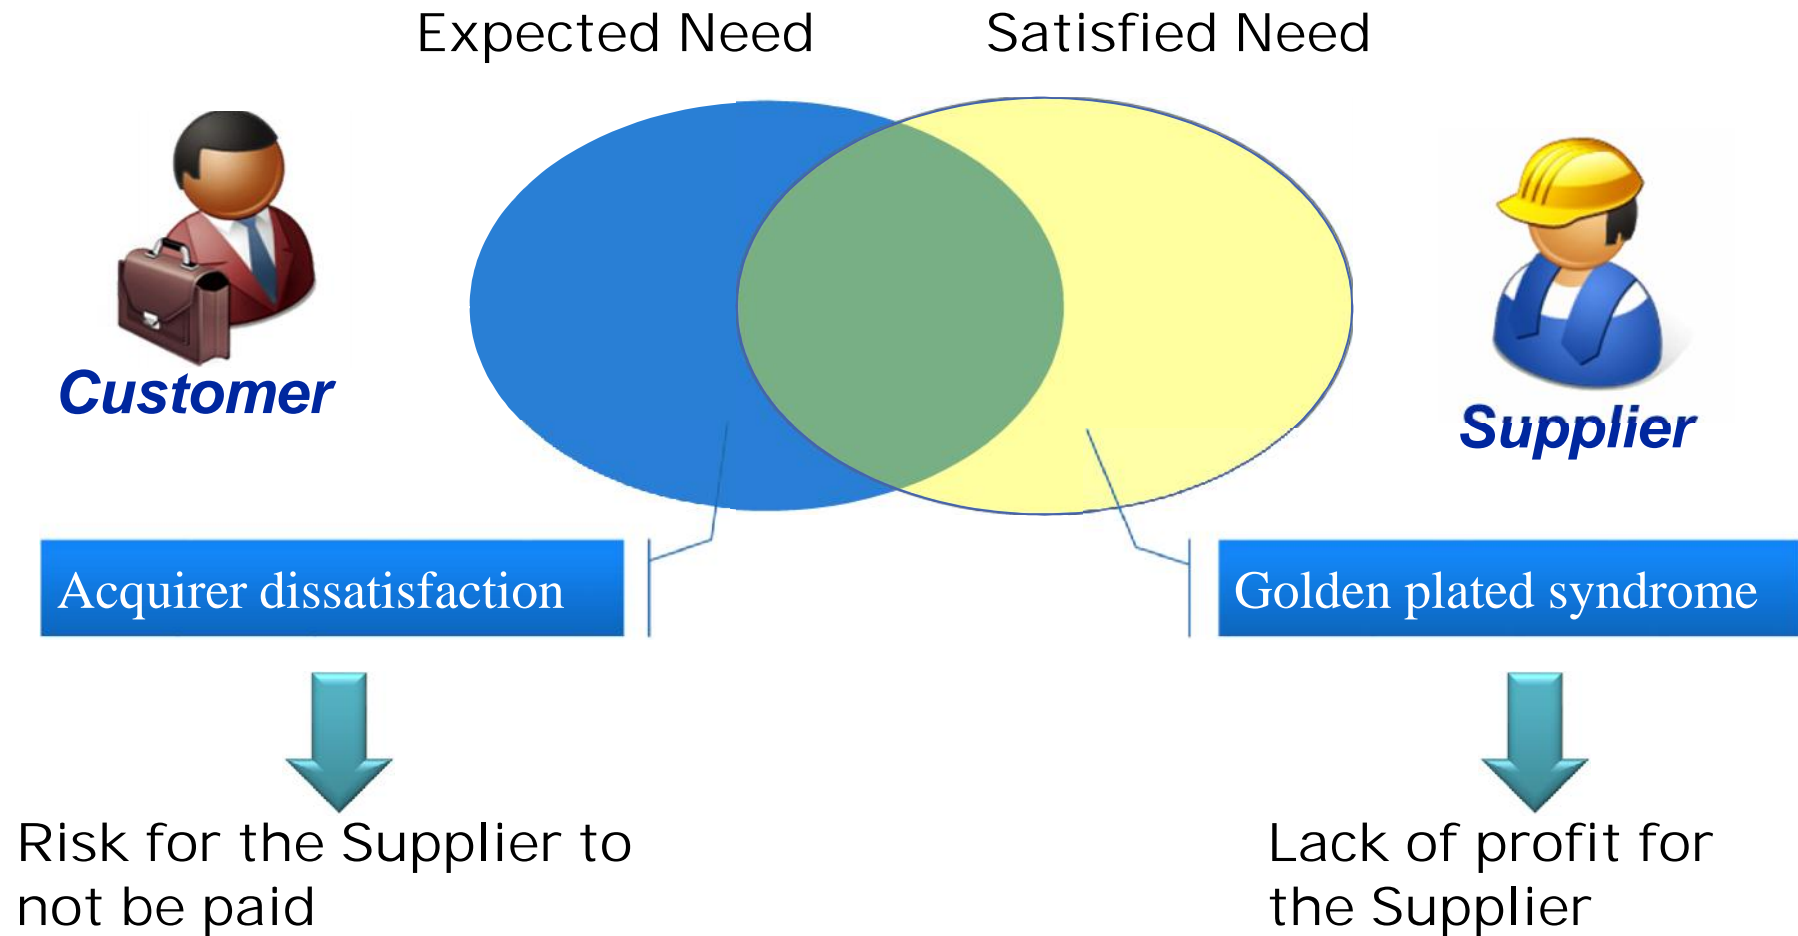 Expected Need
Satisfied Need
Customer
Supplier
Acquirer dissatisfaction
Golden plated syndrome
Risk for the Supplier to
not be paid
Lack of profit for
the Supplier